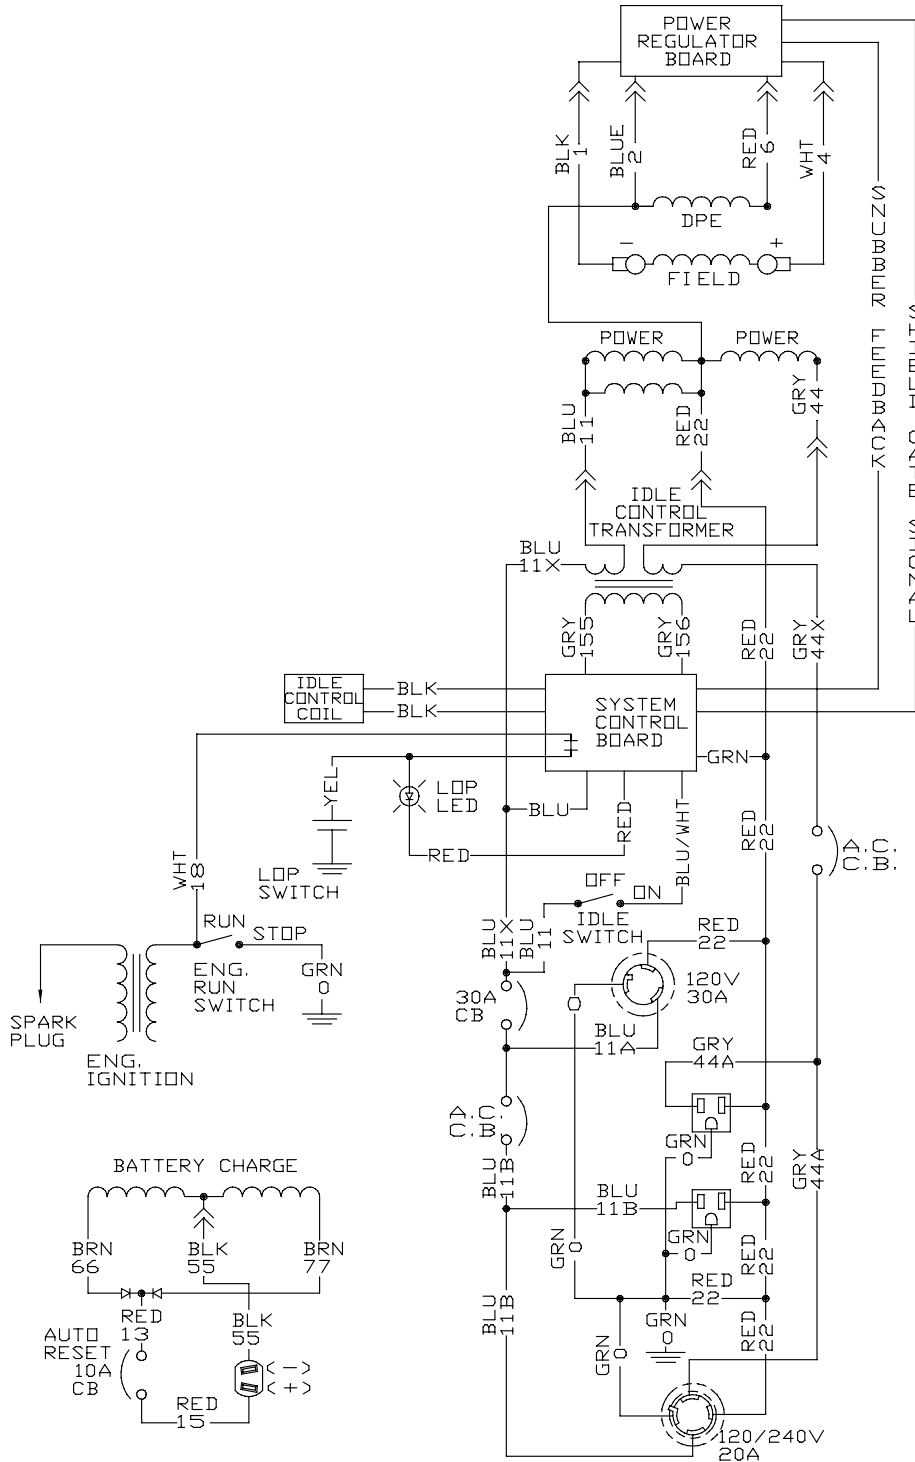 POWER
REGULATOR
BOARD
BLK
1
BLUE
2
RED
6
WHT
4
DPE
-
+
FIELD
SNUBBER FEEDBACK
POWER
POWER
BLU
11
RED
22
GRY
44
IDLE
CONTROL
TRANSFORMER
BLU
11X
GRY
155
GRY
156
RED
22
GRY
44X
IDLE
CONTROL
COIL
BLK
BLK
SYSTEM
CONTROL
BOARD
GRN
YEL
LOP
LED
BLU
RED
BLU/WHT
RED
22
A.C.
C.B.
RED
WHT
18
LOP
SWITCH
OFF
ON
IDLE
SWITCH
BLU
11X
BLU
11
RED
22
RUN
STOP
ENG.
RUN
SWITCH
GRN
0
SPARK
PLUG
ENG.
IGNITION
30A
CB
0
120V
30A
BLU
11A
GRY
44A
A.C.
C.B.
GRN
0
RED
22
GRY
44A
BLU
11B
BLU
11B
GRN
0
BATTERY CHARGE
BRN
66
BLK
55
BRN
77
GRN
0
RED
22
RED
22
BLU
11B
RED
13
BLK
55
AUTO
RESET
10A
CB
(-)
(+)
RED
15
GRN
0
GRN
0
RED
22
120/240V
20A